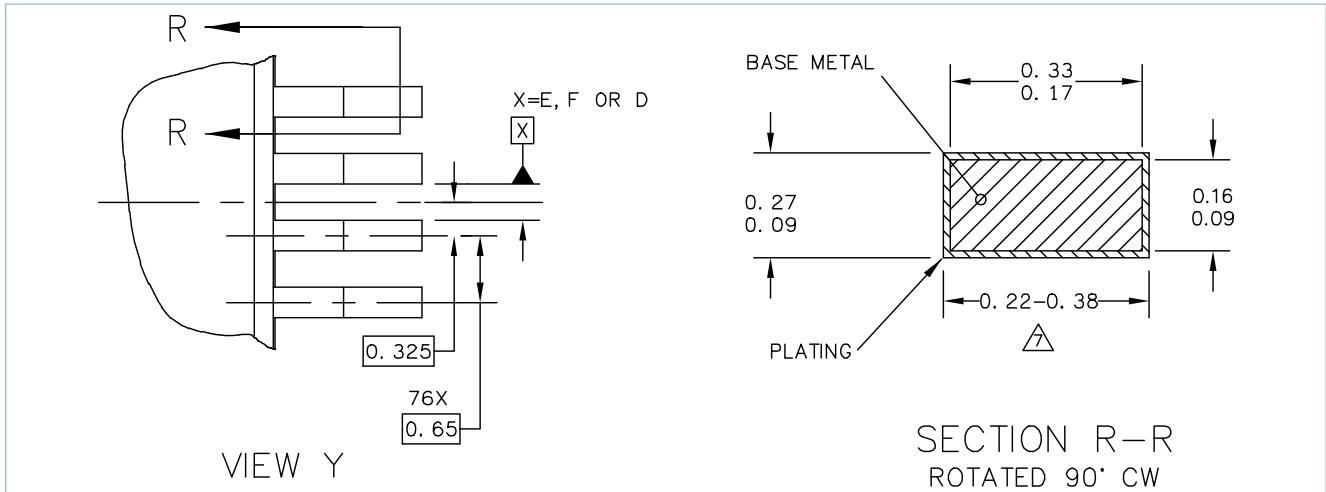 R
R
X=E, F OR D
X
0.325
76X
0.65
VIEW Y
BASE METAL
0.33
0.17
0.27
0.09
0.16
0.09
0.22-0.38
7
PLATING
SECTION R-R
ROTATED 90° CW